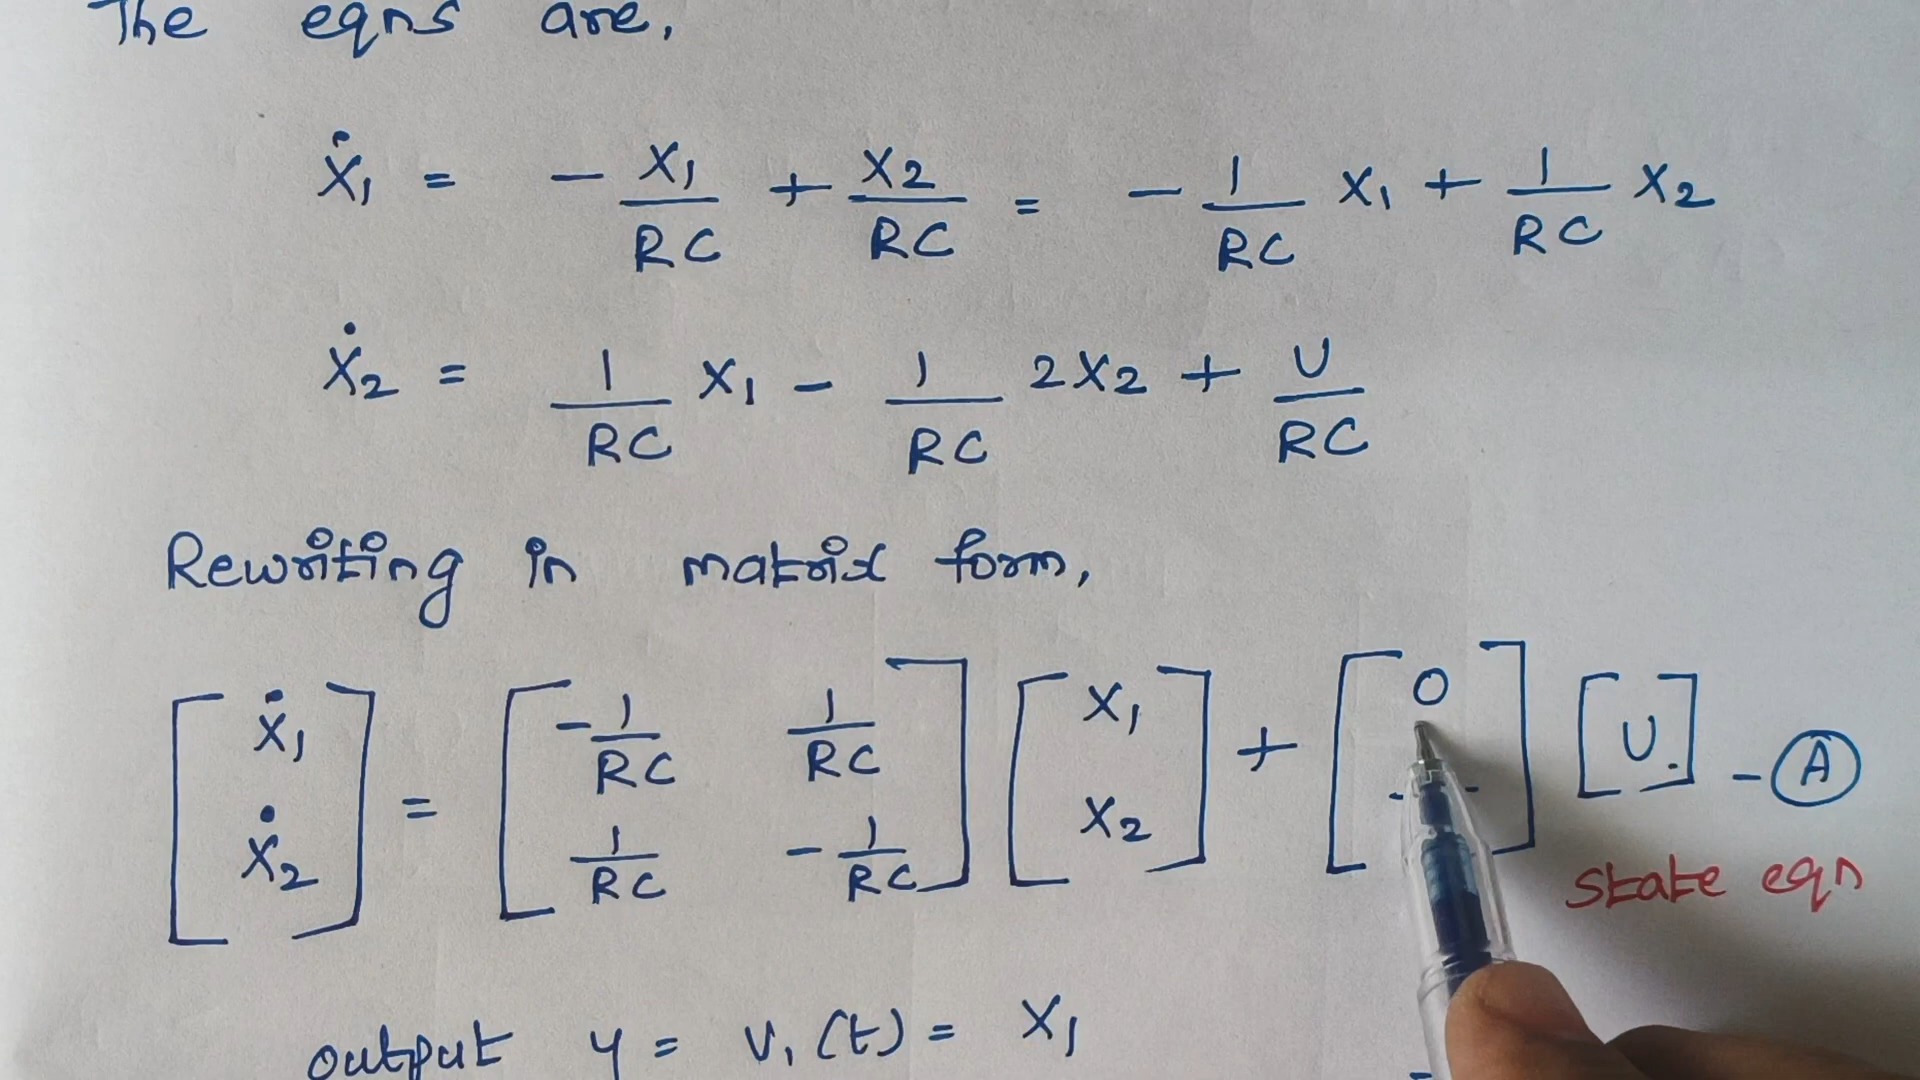 The eqns are,
Ẋ₁ = - X₁/RC + X₂/RC = - 1/RC X₁ + 1/RC X₂
Ẋ₂ = 1/RC X₁ - 1/RC 2X₂ + U/RC
Rewriting in matrix form,
[Ẋ₁ Ẋ₂] = [-1/RC 1/RC 1/RC -1/RC] [X₁ X₂] + [0] [U.] - Ⓐ
state eqn
output y = V₁(t) = X₁